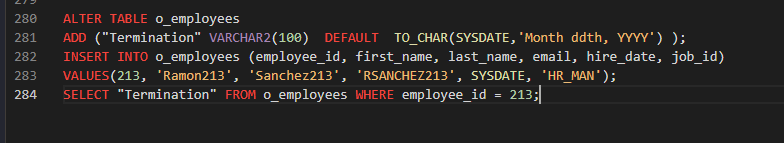 279
280 ALTER TABLE o_employees
281 ADD ("Termination" VARCHAR2(100)  DEFAULT  TO_CHAR(SYSDATE,'Month ddth, YYYY') );
282 INSERT INTO o_employees (employee_id, first_name, last_name, email, hire_date, job_id)
283 VALUES(213, 'Ramon213', 'Sanchez213', 'RSANCHEZ213', SYSDATE, 'HR_MAN');
284 SELECT "Termination" FROM o_employees WHERE employee_id = 213;